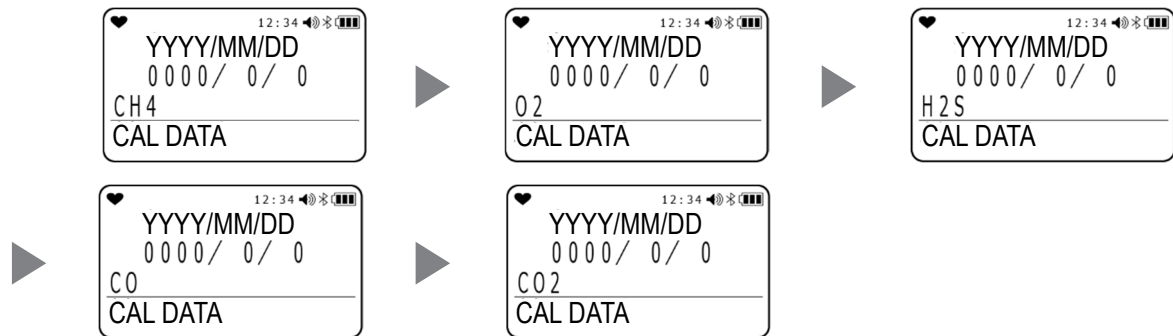 12:34
YYYY/MM/DD
0000/ 0/ 0
CH4
CAL DATA
12:34
YYYY/MM/DD
0000/ 0/ 0
O2
CAL DATA
12:34
YYYY/MM/DD
0000/ 0/ 0
H2S
CAL DATA
12:34
YYYY/MM/DD
0000/ 0/ 0
CO
CAL DATA
12:34
YYYY/MM/DD
0000/ 0/ 0
CO2
CAL DATA